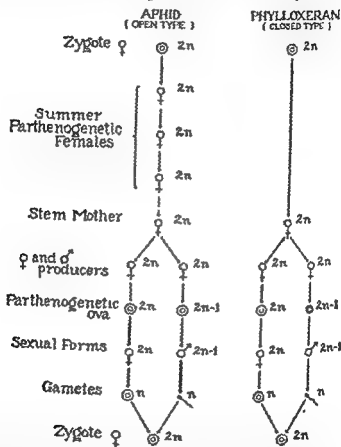 APHID PHYLLOXERAN
(OPEN TYPE) (CLOSED TYPE)
Zygote ♀ 2n 2n
2n
Summer
Parthenogenetic 2n
Females
2n
Stem Mother 2n 2n
♀ and ♂ 2n 2n 2n 2n
producers
Parthenogenetic 2n 2n-1 2n 2n-1
ova
Sexual Forms 2n 2n-1 2n 2n-1
Gametes n n n n
Zygote ♀ 2n 2n